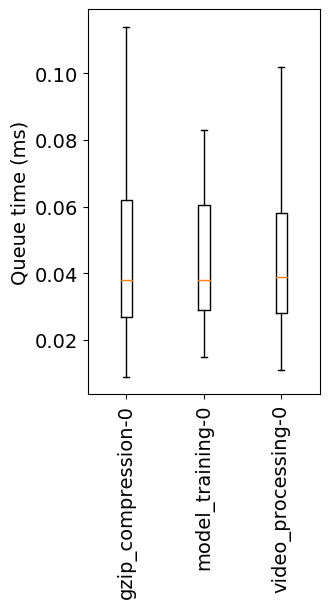 Queue time (ms)
0.10
0.08
0.06
0.04
0.02
gzip_compression-0
model_training-0
video_processing-0